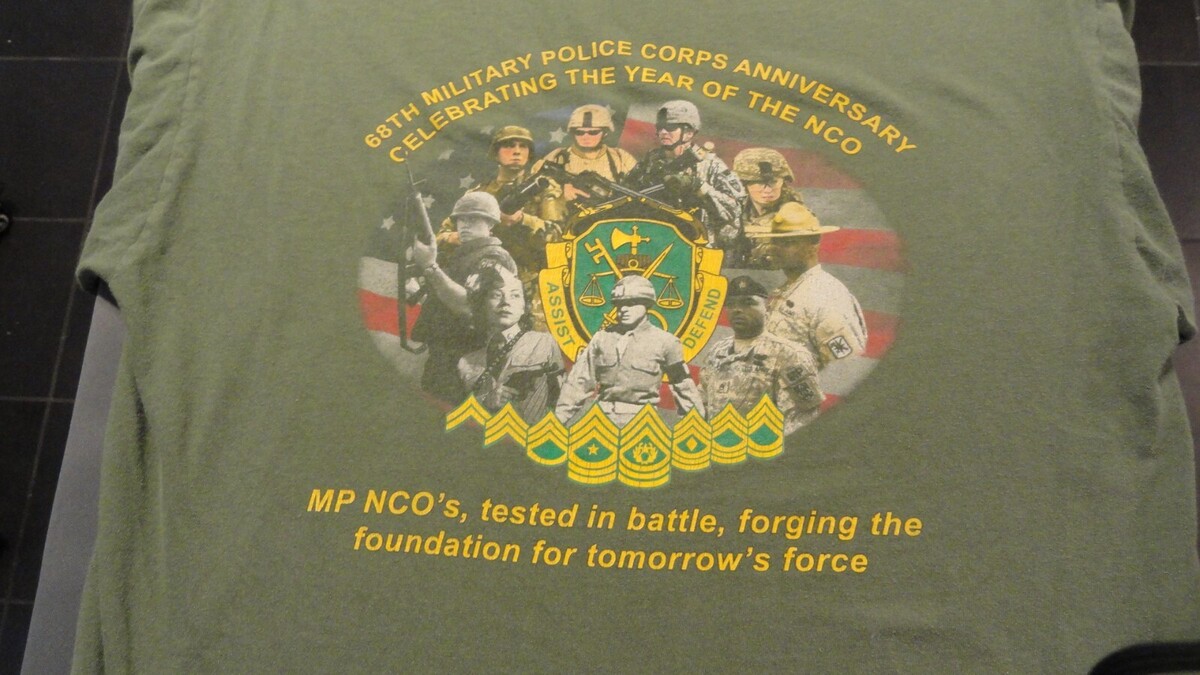 68TH MILITARY POLICE CORPS ANNIVERSARY
CELEBRATING THE YEAR OF THE NCO
ASSIST
DEFEND
MP NCO's, tested in battle, forging the
foundation for tomorrow's force